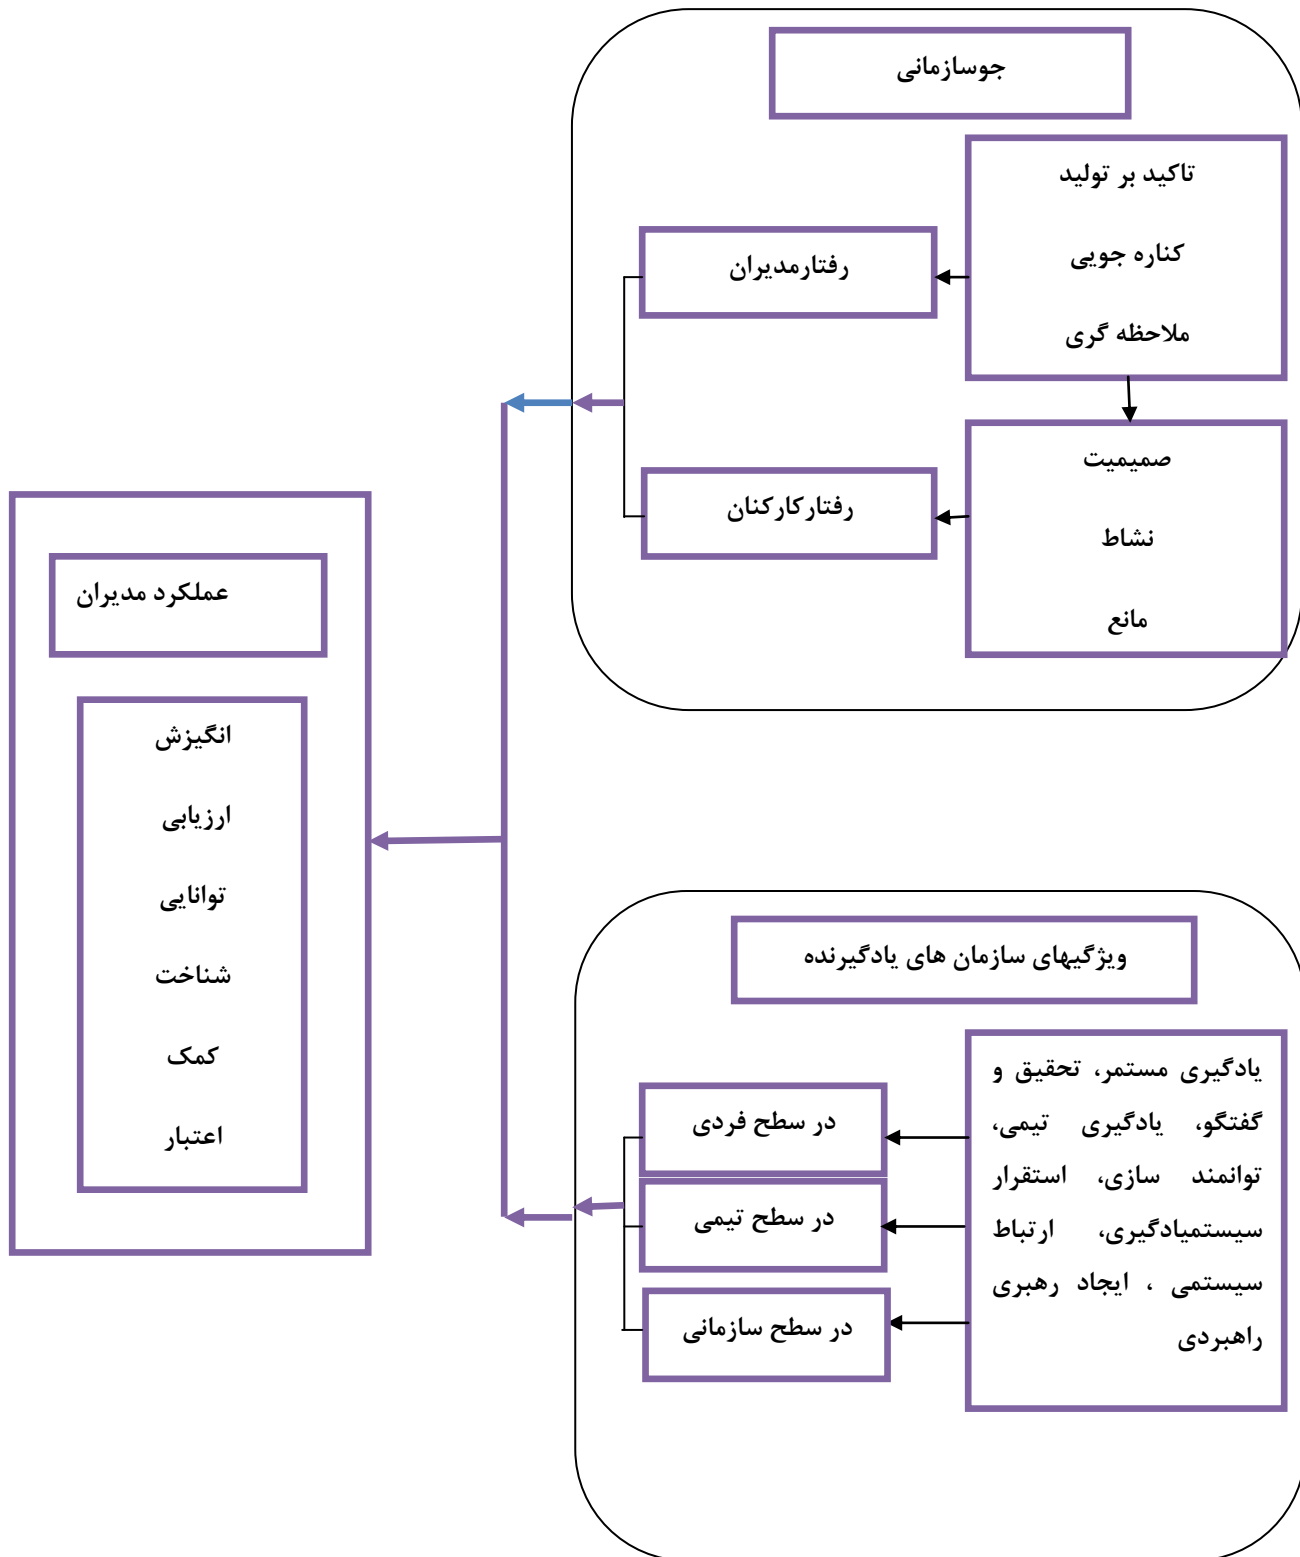 جوسازمانی
تاکید بر تولید
کناره جویی
ملاحظه گری
رفتارمدیران
صمیمیت
نشاط
مانع
رفتارکارکنان
عملکرد مدیران
انگیزش
ارزیابی
توانایی
شناخت
کمک
اعتبار
ویژگیهای سازمان های یادگیرنده
یادگیری مستمر، تحقیق و
گفتگو، یادگیری تیمی،
توانمند سازی، استقرار
سیستمیادگیری، ارتباط
سیستمی ، ایجاد رهبری
راهبردی
در سطح فردی
در سطح تیمی
در سطح سازمانی